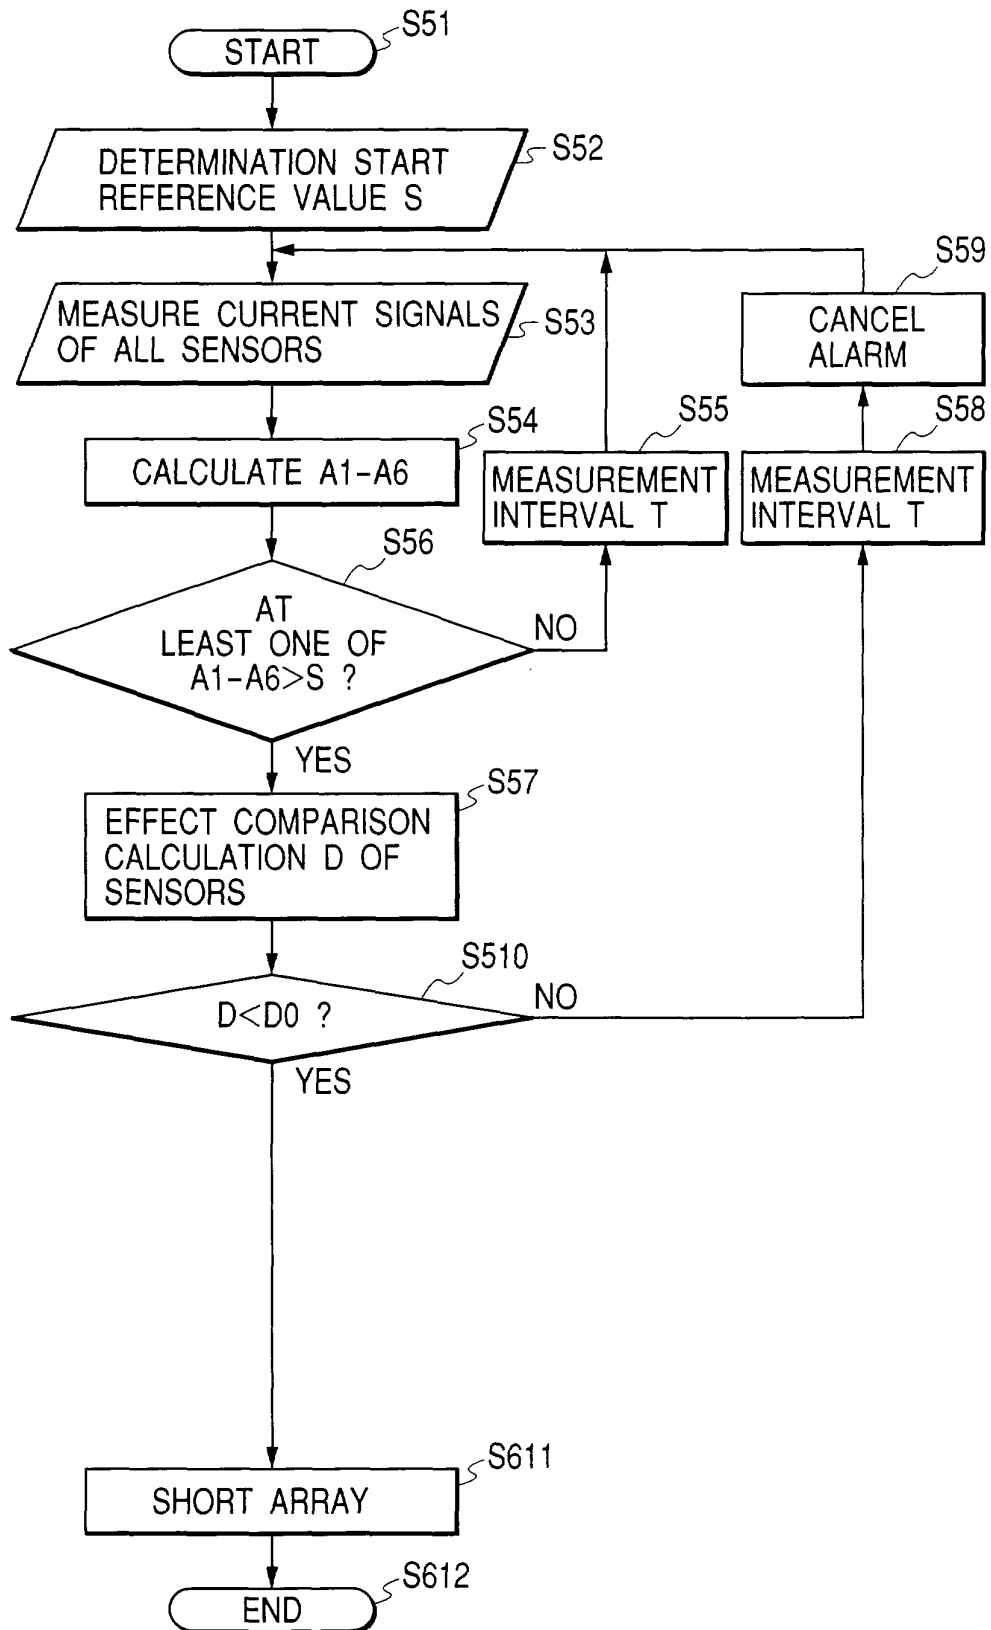 START
S51
DETERMINATION START
REFERENCE VALUE S
S52
MEASURE CURRENT SIGNALS
OF ALL SENSORS
S53
S59
CANCEL
ALARM
CALCULATE A1-A6
S54
S55
MEASUREMENT
INTERVAL T
S58
MEASUREMENT
INTERVAL T
S56
AT
LEAST ONE OF
A1-A6>S ?
NO
YES
S57
EFFECT COMPARISON
CALCULATION D OF
SENSORS
S510
D<D0 ?
NO
YES
S611
SHORT ARRAY
S612
END